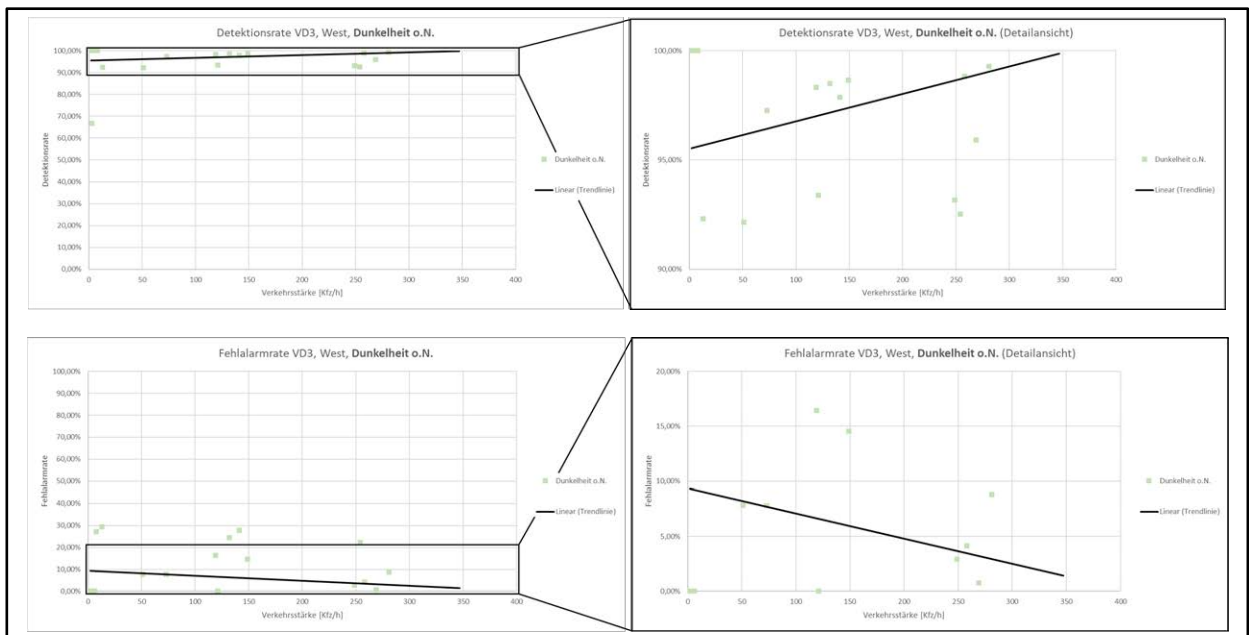 Detektionsrate VD3, West, Dunkelheit o.N.
100,00%
90,00%
80,00%
70,00%
60,00%
50,00%
40,00%
30,00%
20,00%
10,00%
0,00%
Detektionsrate
0 50 100 150 200 250 300 350 400
Verkehrsstärke [Kfz/h]
Dunkelheit o.N.
Linear (Trendlinie)
Detektionsrate VD3, West, Dunkelheit o.N. (Detailansicht)
100,00%
95,00%
90,00%
Detektionsrate
0 50 100 150 200 250 300 350 400
Verkehrsstärke [Kfz/h]
Dunkelheit o.N.
Linear (Trendlinie)
Fehlalarmrate VD3, West, Dunkelheit o.N.
100,00%
90,00%
80,00%
70,00%
60,00%
50,00%
40,00%
30,00%
20,00%
10,00%
0,00%
Fehlalarmrate
0 50 100 150 200 250 300 350 400
Verkehrsstärke [Kfz/h]
Dunkelheit o.N.
Linear (Trendlinie)
Fehlalarmrate VD3, West, Dunkelheit o.N. (Detailansicht)
20,00%
15,00%
10,00%
5,00%
0,00%
Fehlalarmrate
0 50 100 150 200 250 300 350 400
Verkehrsstärke [Kfz/h]
Dunkelheit o.N.
Linear (Trendlinie)